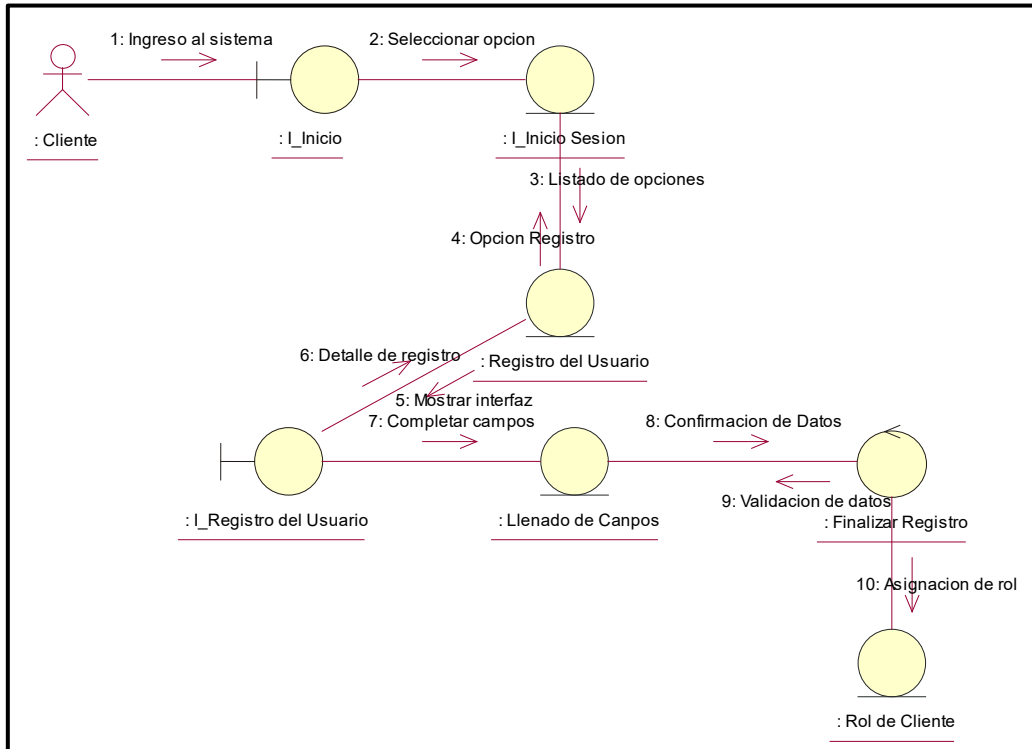 1: Ingreso al sistema
2: Seleccionar opcion
: Cliente
: I_Inicio
: I_Inicio Sesion
3: Listado de opciones
4: Opcion Registro
6: Detalle de registro
: Registro del Usuario
5: Mostrar interfaz
7: Completar campos
8: Confirmacion de Datos
9: Validacion de datos
: I_Registro del Usuario
: Llenado de Canpos
: Finalizar Registro
10: Asignacion de rol
: Rol de Cliente